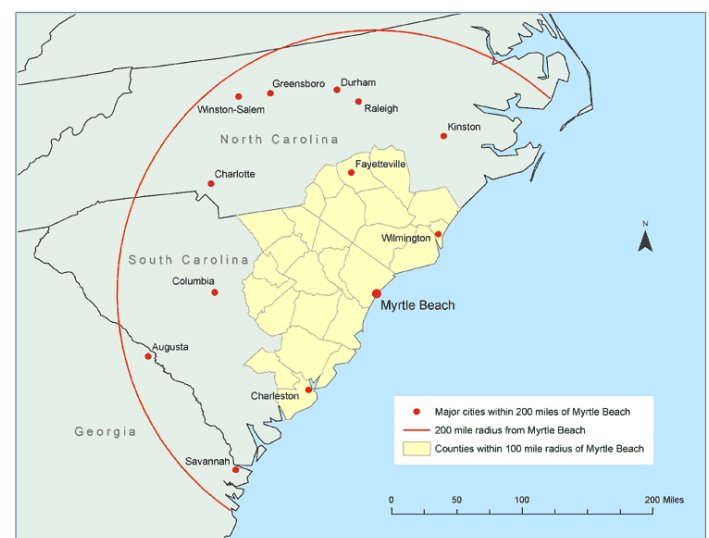 Greensboro
Durham
Winston-Salem
Raleigh
North Carolina
Kinston
Fayetteville
Charlotte
N
Wilmington
South Carolina
Columbia
Myrtle Beach
Augusta
Charleston
Major cities within 200 miles of Myrtle Beach
200 mile radius from Myrtle Beach
Georgia
Counties within 100 mile radius of Myrtle Beach
Savannah
0 50 100 200 Miles